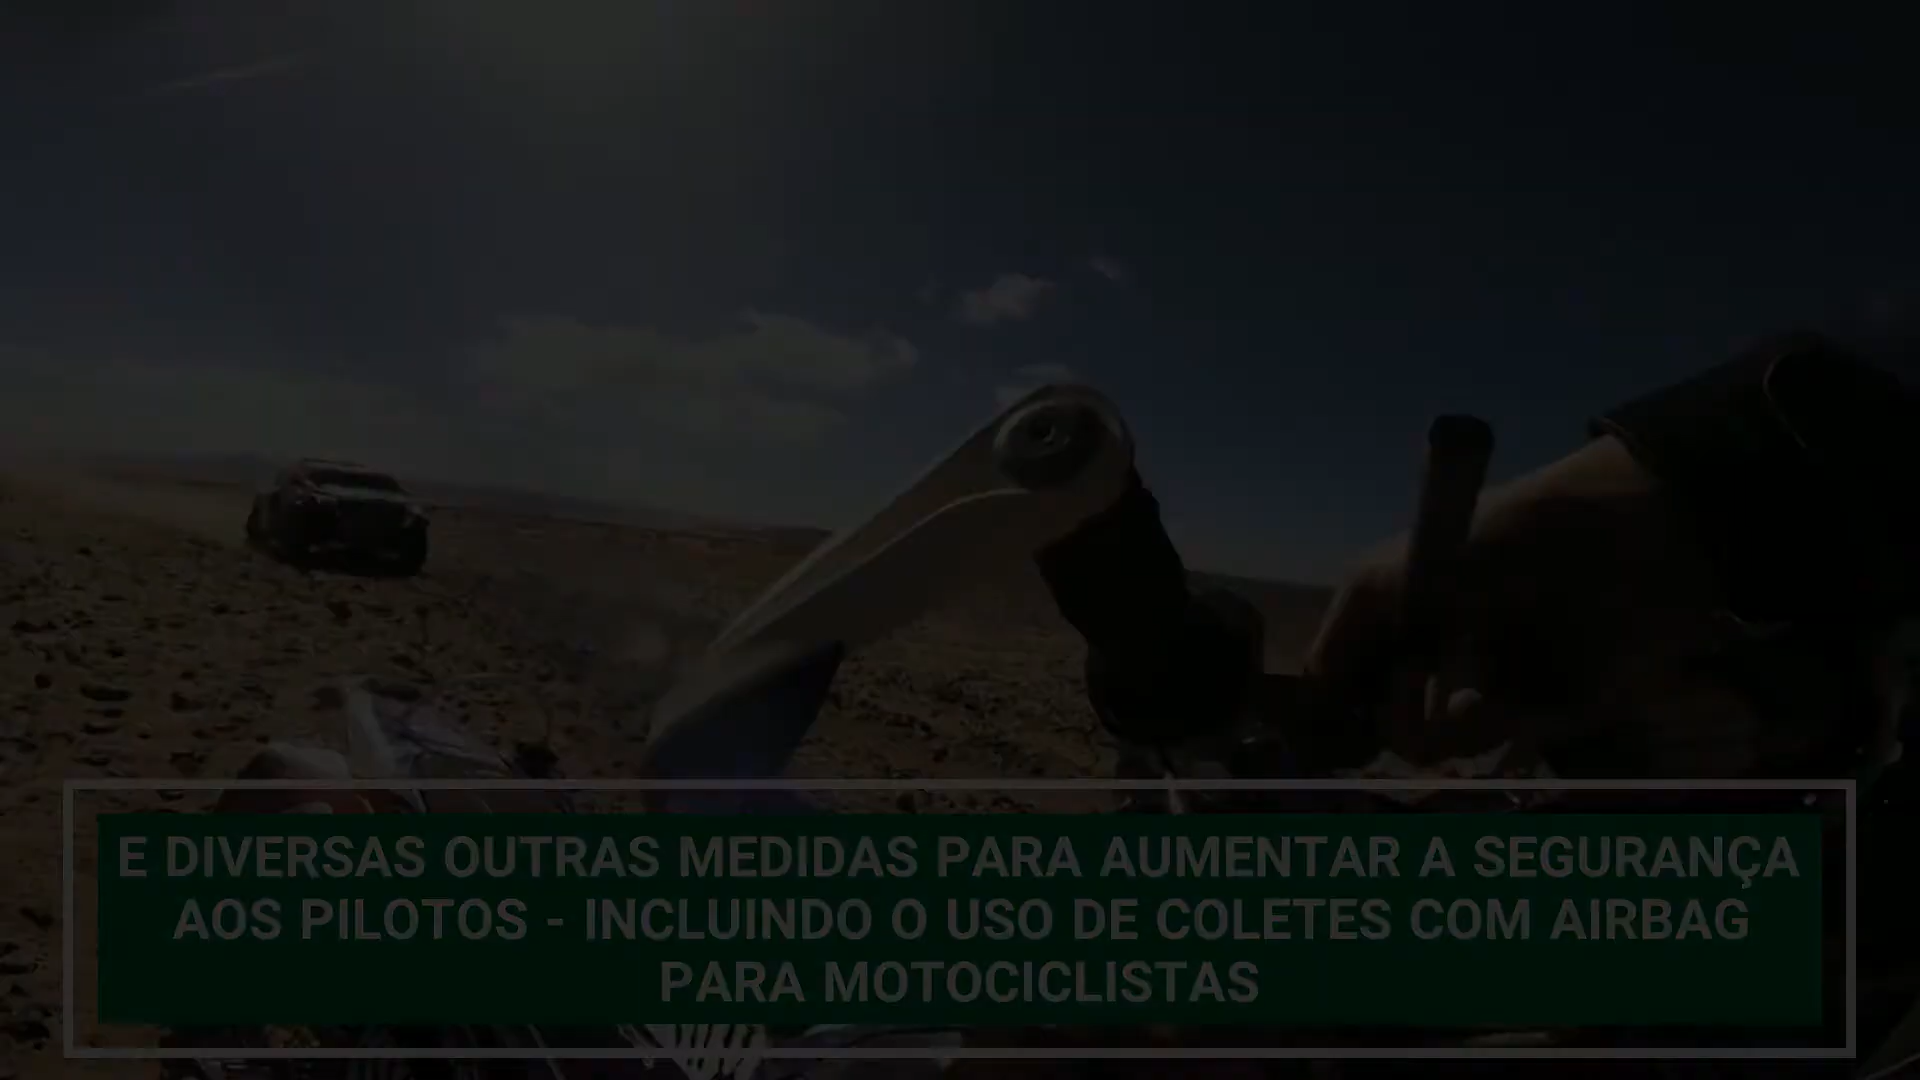 E DIVERSAS OUTRAS MEDIDAS PARA AUMENTAR A SEGURANÇA
AOS PILOTOS - INCLUINDO O USO DE COLETES COM AIRBAG
PARA MOTOCICLISTAS